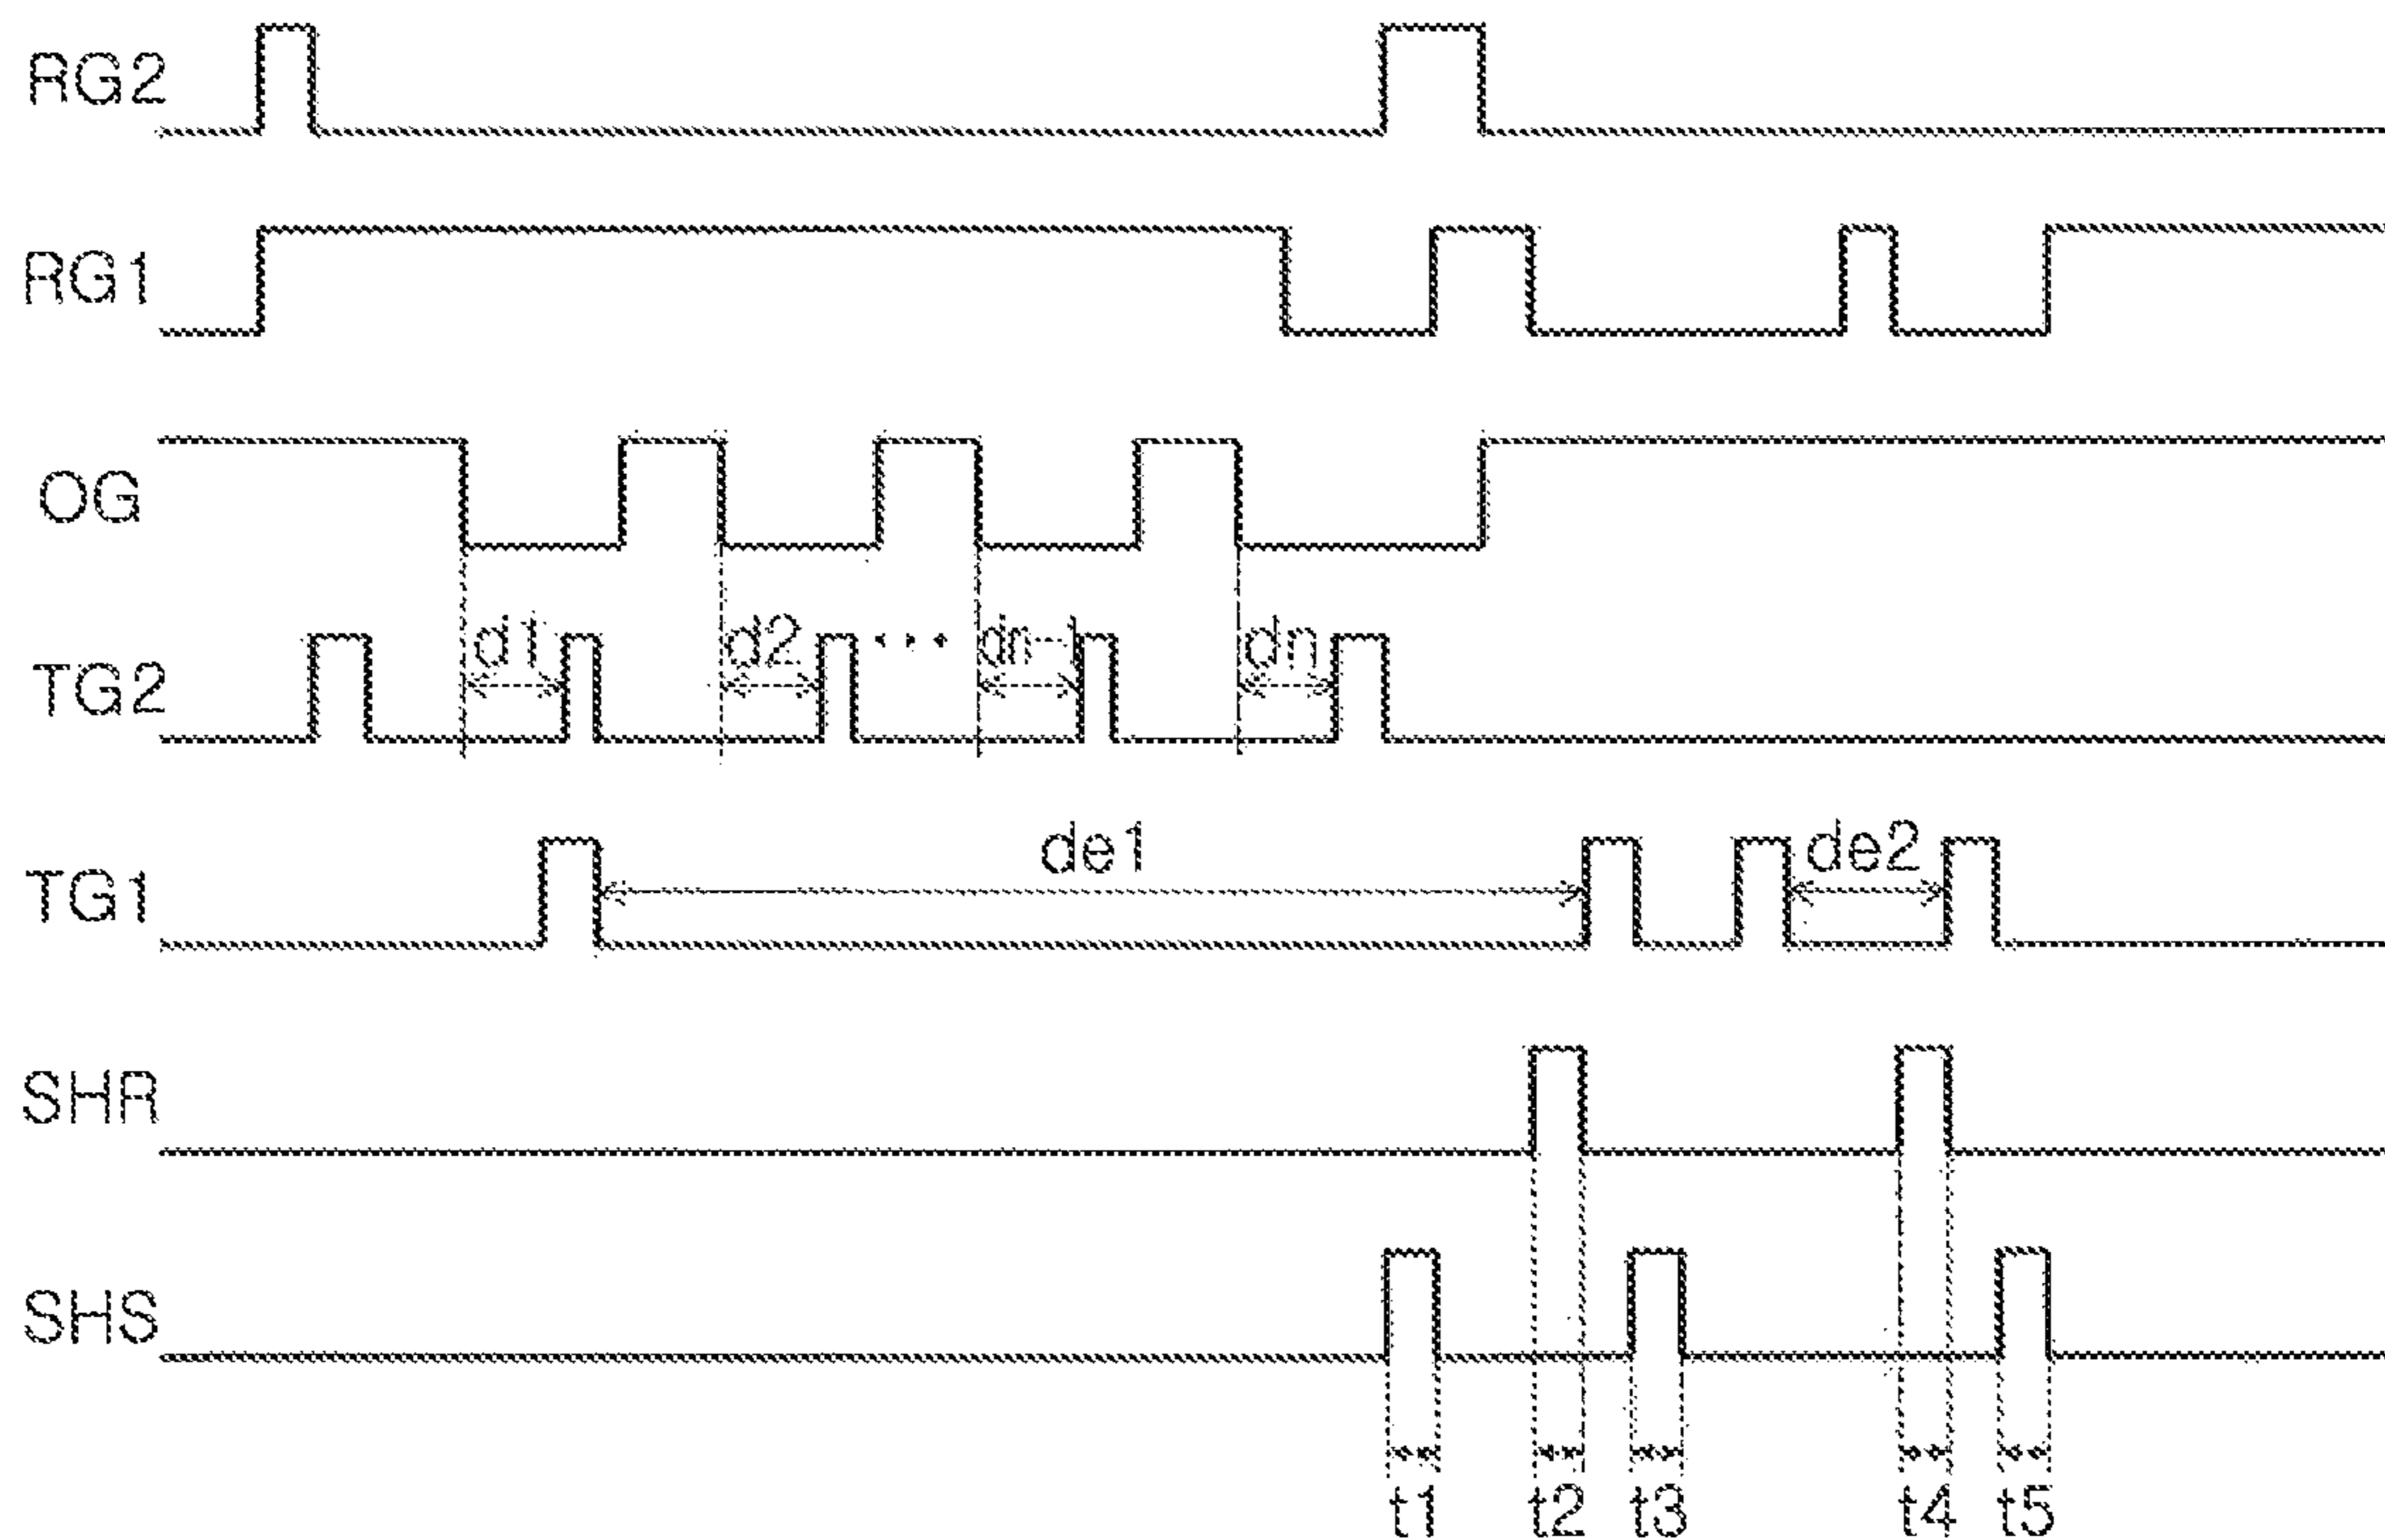 RG2
RG1
OG
TG2 d1 d2 ... dn-1 dn
TG1 de1 de2
SHR
SHS
t1 t2 t3 t4 t5